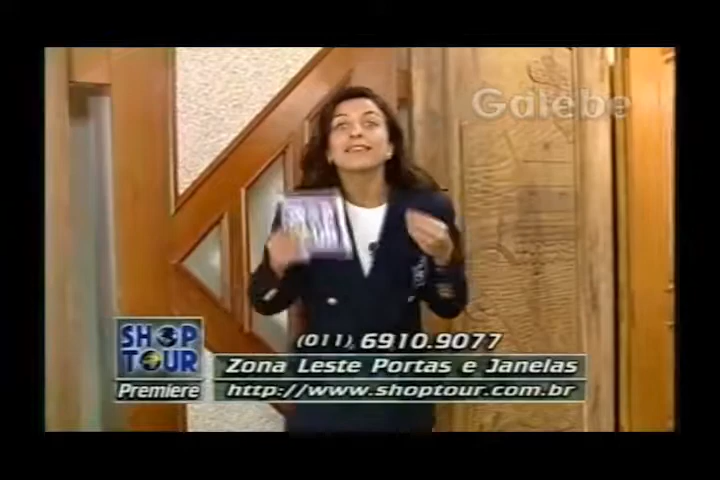 Galebe
(011) 6910.9077
SHOP
TOUR
Zona Leste Portas e Janelas
Premiere
http://www.shoptour.com.br